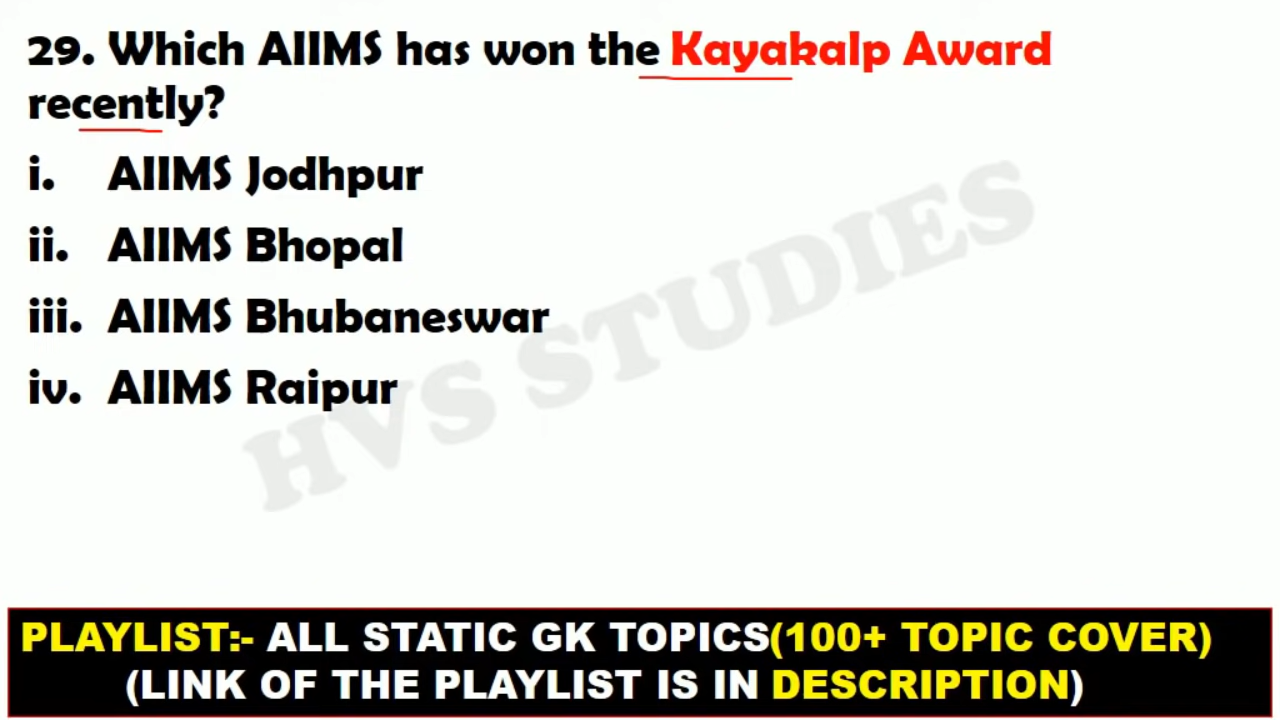 29. Which AIIMS has won the Kayakalp Award
recently?
i. AIIMS Jodhpur
ii. AIIMS Bhopal
iii. AIIMS Bhubaneswar
iv. AIIMS Raipur
HVS STUDIES
PLAYLIST:- ALL STATIC GK TOPICS(100+ TOPIC COVER)
(LINK OF THE PLAYLIST IS IN DESCRIPTION)